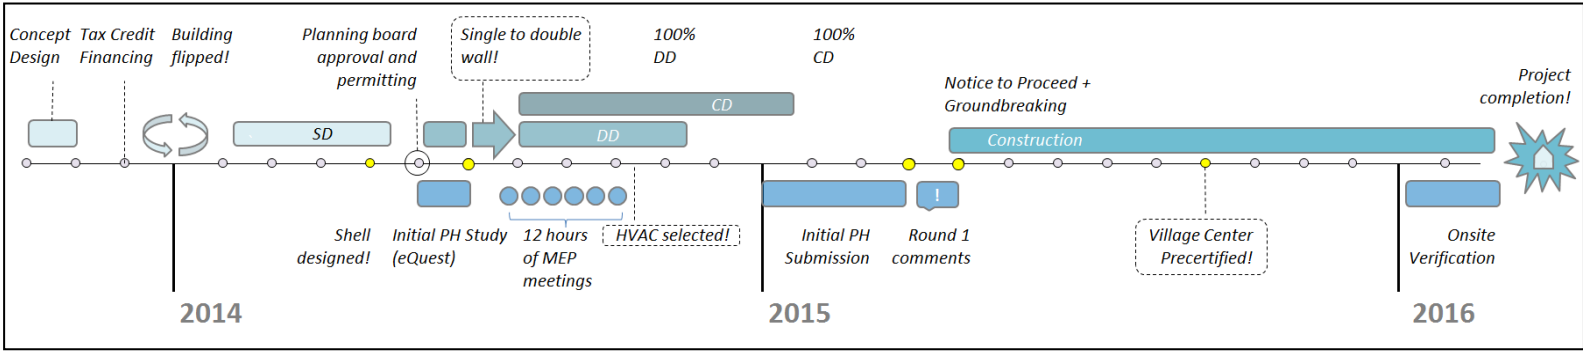 Concept
Design
Tax Credit
Financing
Building
flipped!
Planning board
approval and
permitting
Single to double
wall!
100%
DD
100%
CD
Notice to Proceed +
Groundbreaking
Project
completion!
CD
SD
DD
Construction
!
Shell
designed!
Initial PH Study
(eQuest)
12 hours
of MEP
meetings
HVAC selected!
Initial PH
Submission
Round 1
comments
Village Center
Precertified!
Onsite
Verification
2014
2015
2016